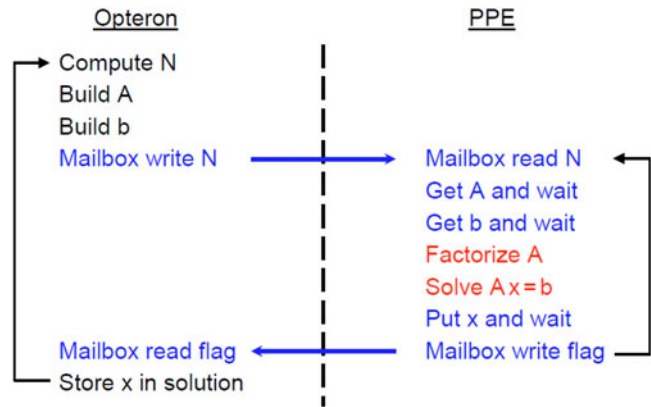 Opteron
PPE
Compute N
Build A
Build b
Mailbox write N
Mailbox read N
Get A and wait
Get b and wait
Factorize A
Solve A x = b
Put x and wait
Mailbox read flag
Mailbox write flag
Store x in solution